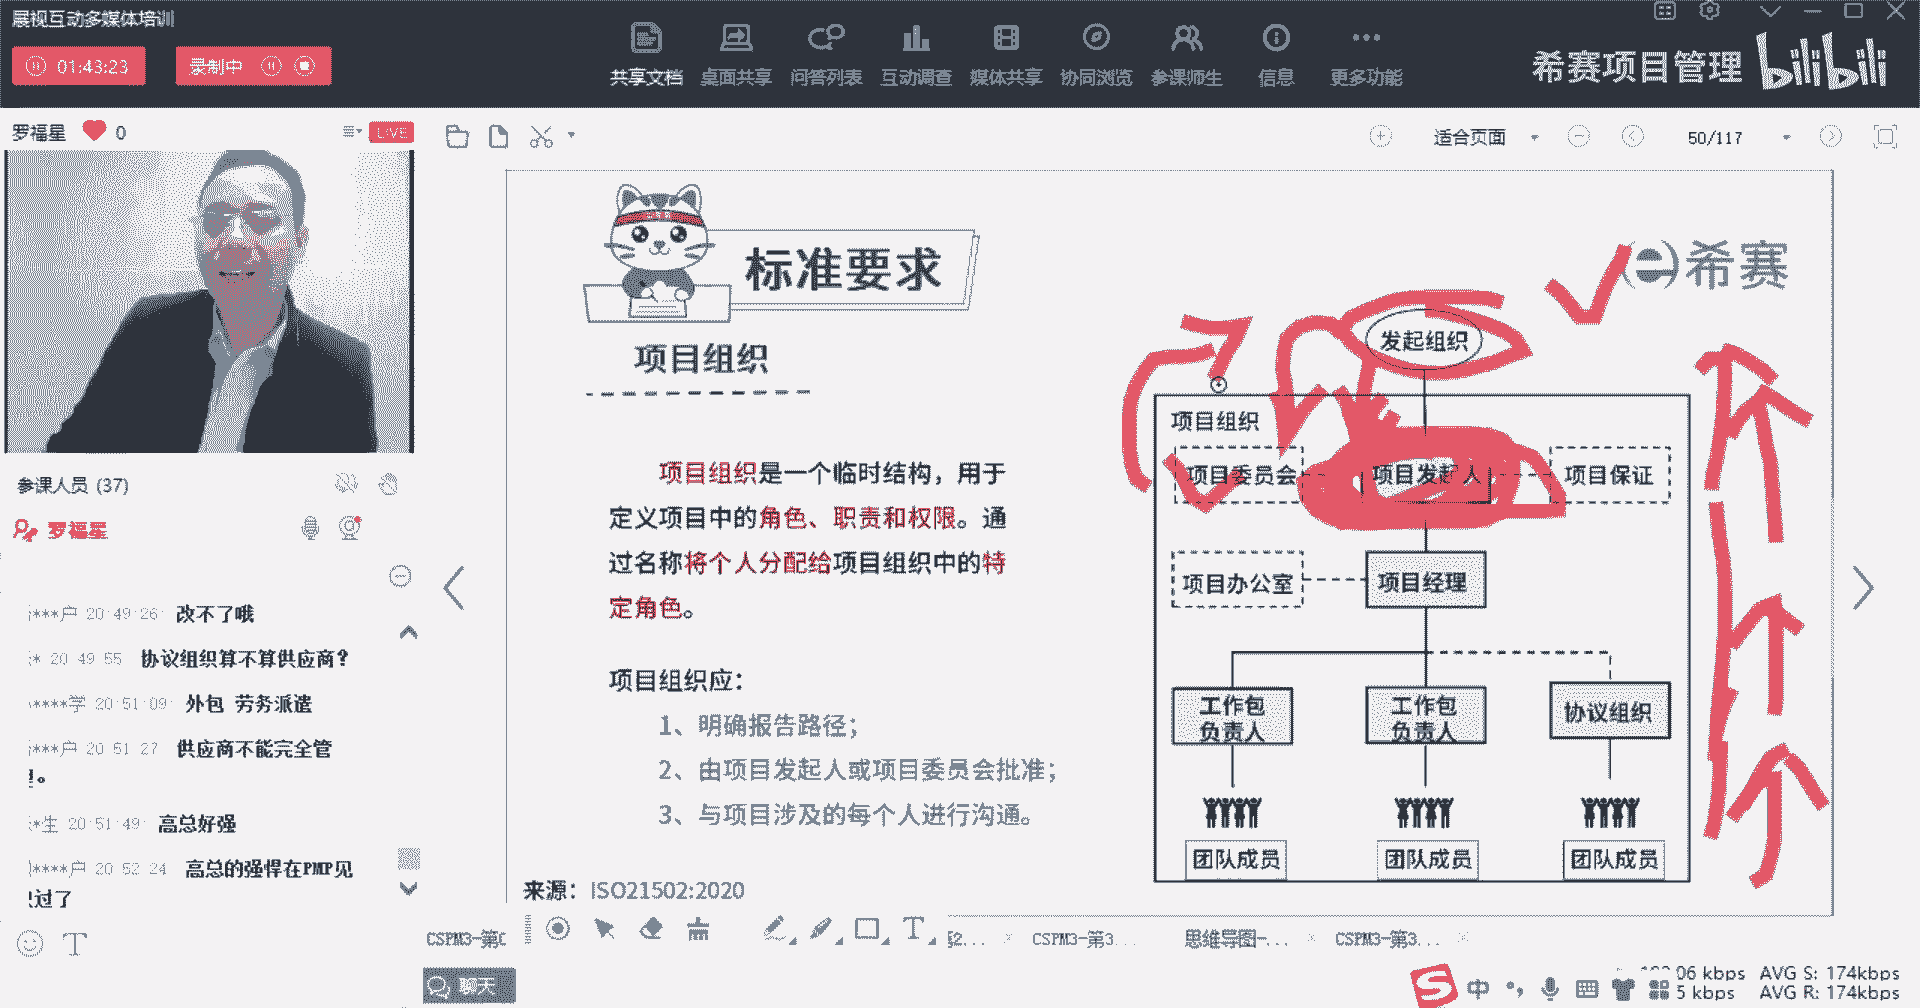 展视互动多媒体培训
01:43:23
录制中
共享文档
桌面共享
问答列表
互动调查
媒体共享
协同浏览
参课师生
信息
更多功能
希赛项目管理
bilibili
罗福星
0
LIVE
适合页面
50/117
标准要求
希赛
项目组织
项目组织是一个临时结构，用于
定义项目中的角色、职责和权限。通
过名称将个人分配给项目组织中的特
定角色。
项目组织应：
1、明确报告路径；
2、由项目发起人或项目委员会批准；
3、与项目涉及的每个人进行沟通。
来源：ISO21502:2020
发起组织
项目组织
项目委员会
项目发起人
项目保证
项目办公室
项目经理
工作包
负责人
工作包
负责人
协议组织
团队成员
团队成员
团队成员
参课人员 (37)
罗福星
***户 20:49:26 改不了哦
* 20:49:55 协议组织算不算供应商?
****学 20:51:09 外包 劳务派遣
***户 20:51:27 供应商不能完全管
。
*生 20:51:49 高总好强
****户 20:52:24 高总的强悍在PMP见
过了
T
CSPM3-第
2...
CSPM3-第3...
思维导图-...
CSPM3-第3...
聊天
S
中
06 kbps AVG S: 174kbps
5 kbps AVG R: 174kbps